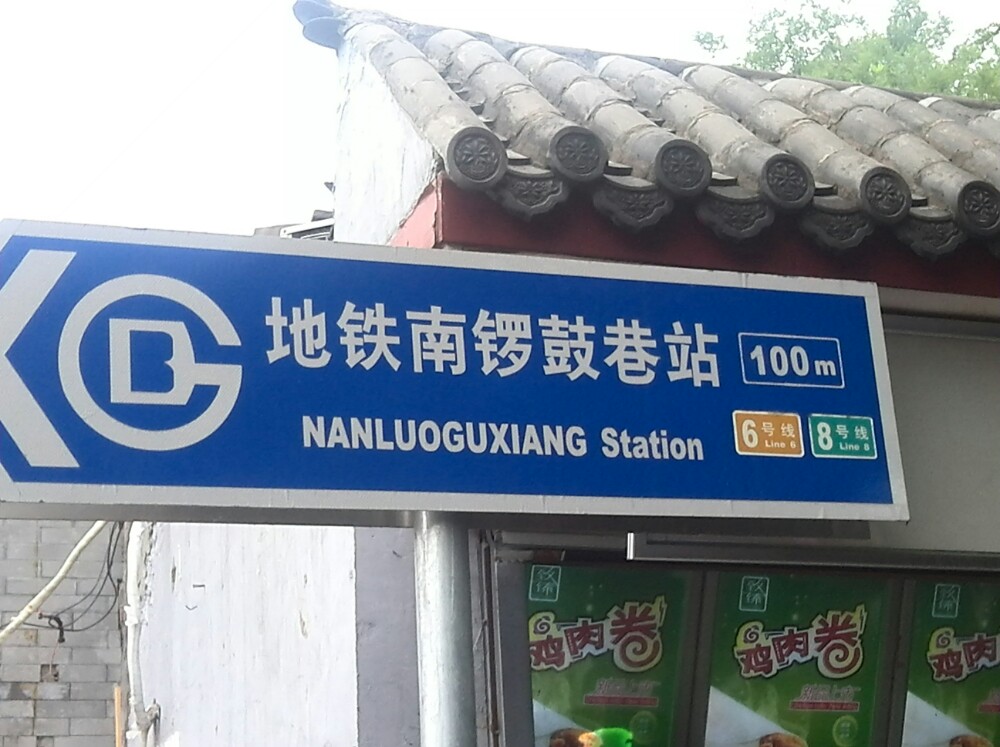 地铁南锣鼓巷站
100m
NANLUOGUXIANG Station
6号线
Line 6
8号线
Line 8
鸡肉卷
鸡肉卷
鸡肉